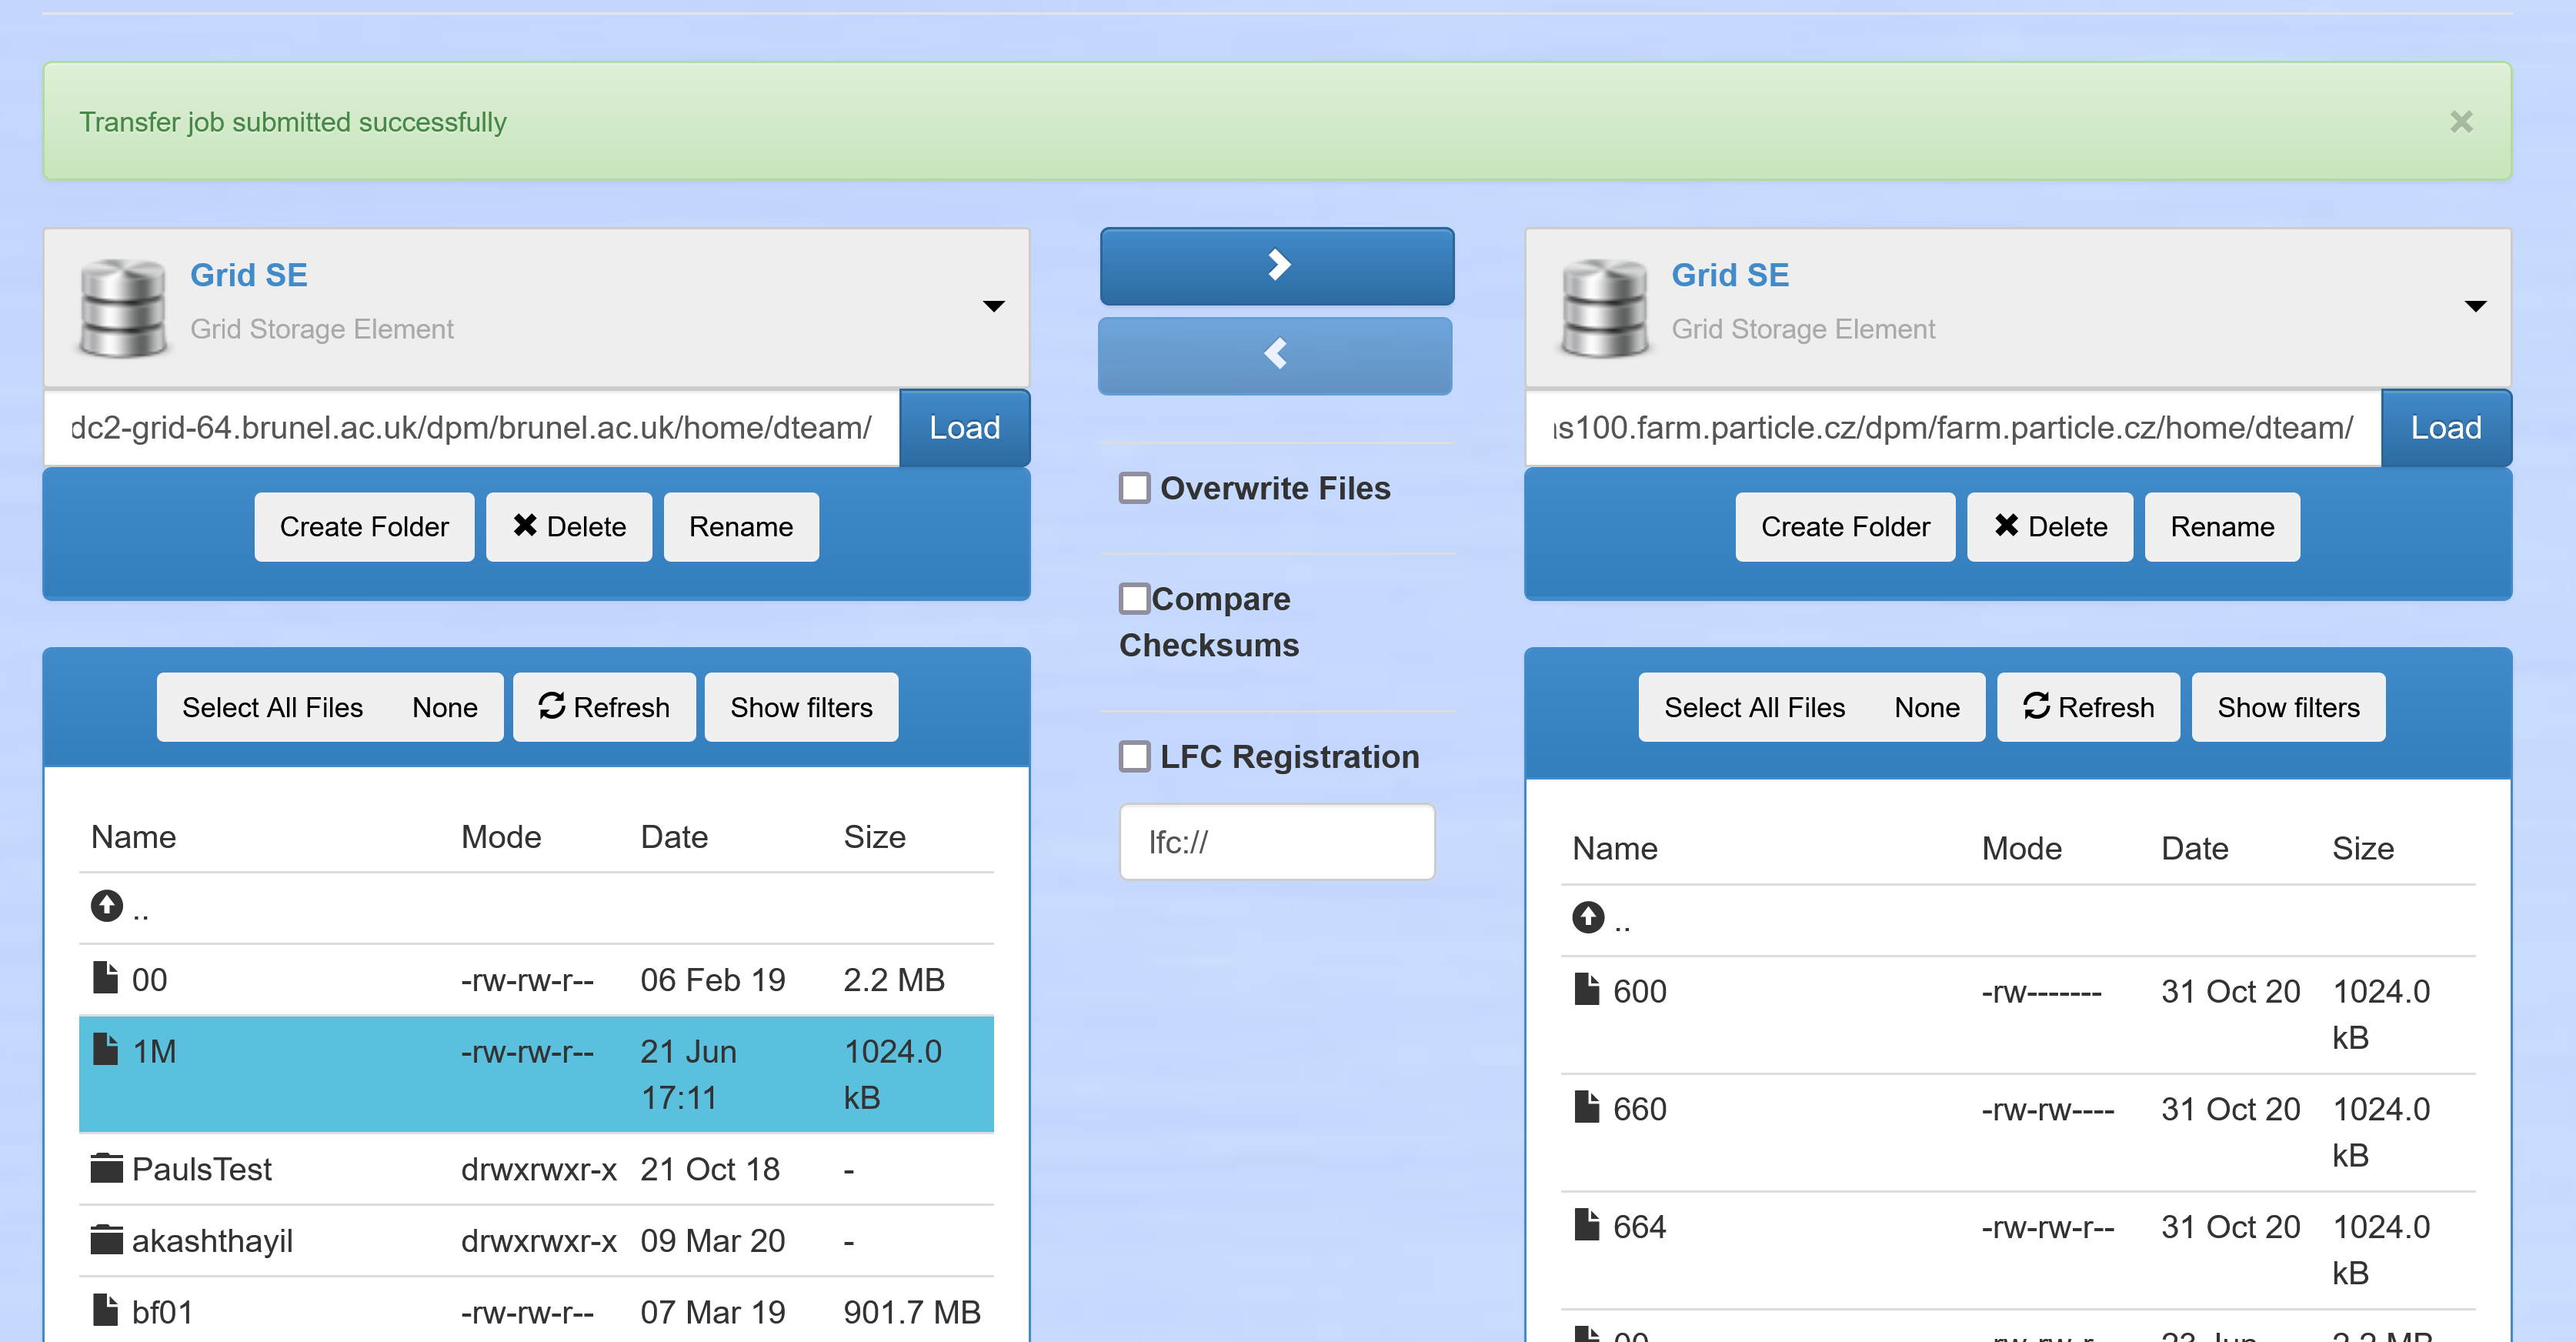 Transfer job submitted successfully
×
Grid SE
Grid Storage Element
dc2-grid-64.brunel.ac.uk/dpm/brunel.ac.uk/home/dteam/ Load
Create Folder Delete Rename
Select All Files None Refresh Show filters
Name Mode Date Size
..
00 -rw-rw-r-- 06 Feb 19 2.2 MB
1M -rw-rw-r-- 21 Jun 1024.0
17:11 kB
PaulsTest drwxrwxr-x 21 Oct 18 -
akashthayil drwxrwxr-x 09 Mar 20 -
bf01 -rw-rw-r-- 07 Mar 19 901.7 MB
Overwrite Files
Compare
Checksums
LFC Registration
lfc://
Grid SE
Grid Storage Element
s100.farm.particle.cz/dpm/farm.particle.cz/home/dteam/ Load
Create Folder Delete Rename
Select All Files None Refresh Show filters
Name Mode Date Size
..
600 -rw------- 31 Oct 20 1024.0
kB
660 -rw-rw---- 31 Oct 20 1024.0
kB
664 -rw-rw-r-- 31 Oct 20 1024.0
kB